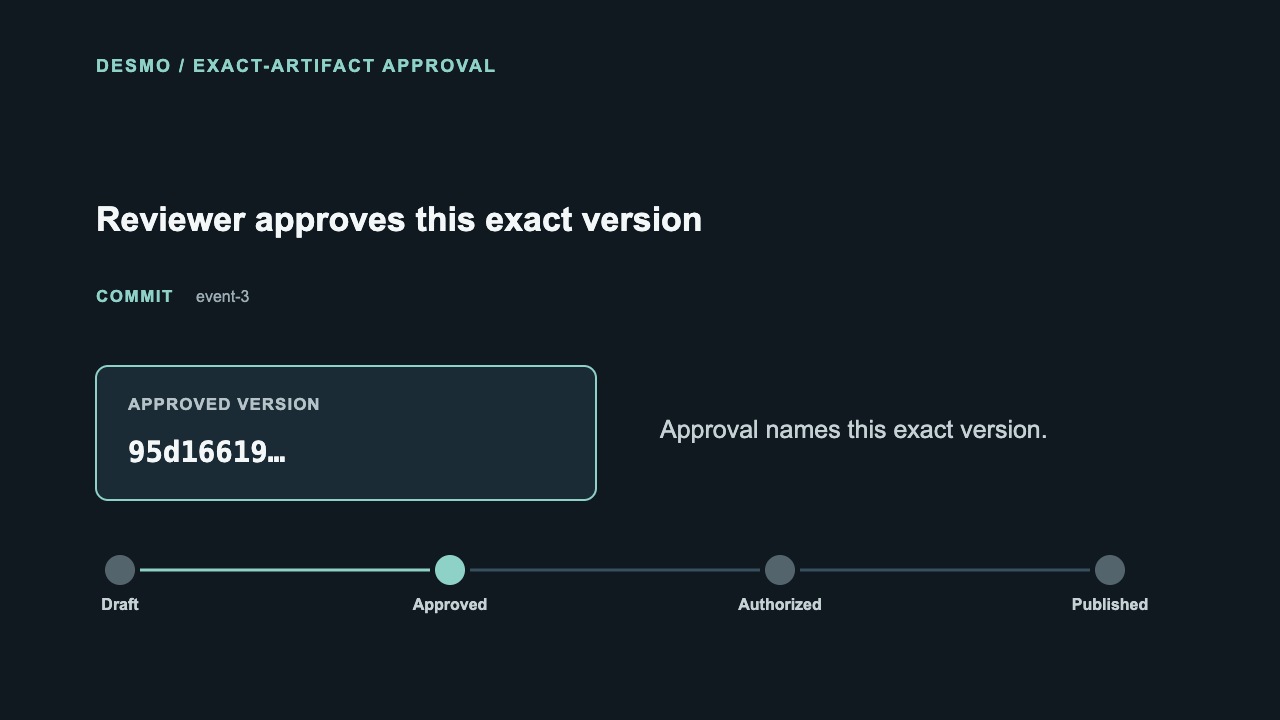 DESMO / EXACT-ARTIFACT APPROVAL
Reviewer approves this exact version
COMMIT event-3
APPROVED VERSION
95d16619…
Approval names this exact version.
Draft Approved Authorized Published